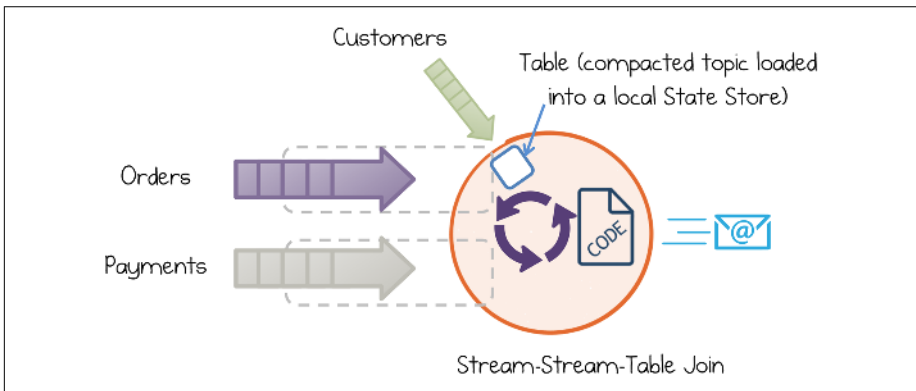 Customers
Table (compacted topic loaded
into a local State Store)
Orders
CODE
@
Payments
Stream-Stream-Table Join